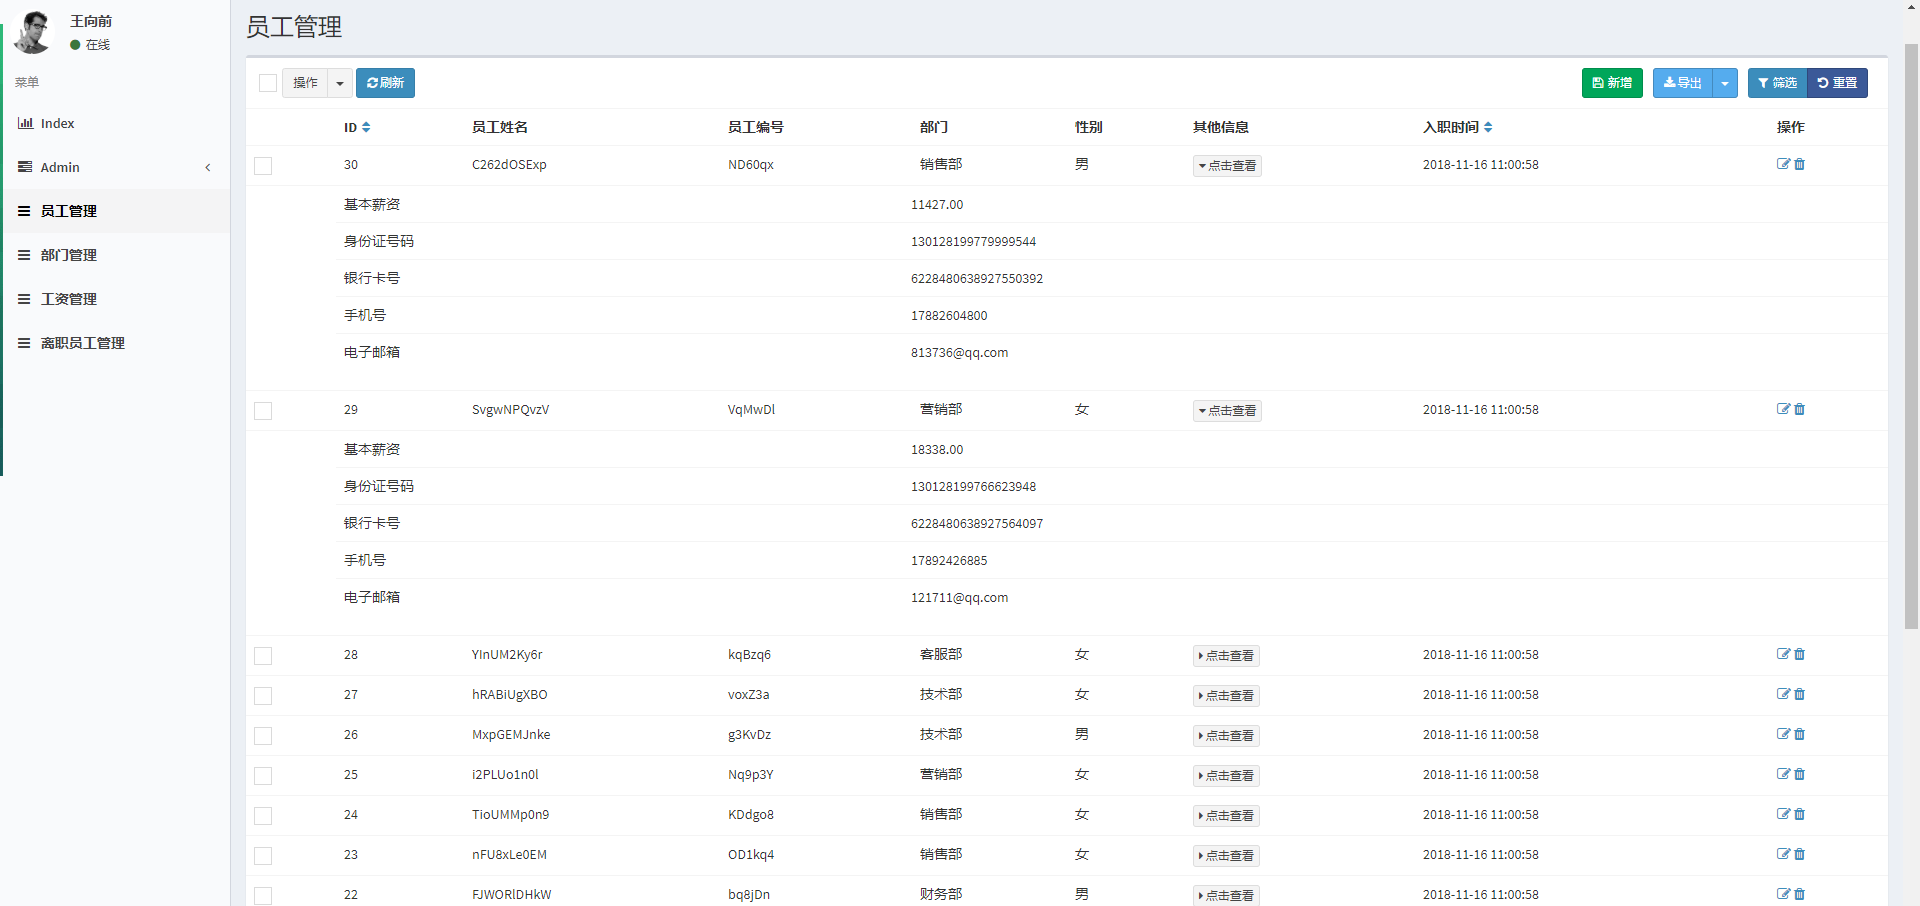 王向前
在线
菜单
Index
Admin
员工管理
部门管理
工资管理
离职员工管理
员工管理
操作 刷新 新增 导出 筛选 重置
ID 员工姓名 员工编号 部门 性别 其他信息 入职时间 操作
30 C262dOSExp ND60qx 销售部 男 点击查看 2018-11-16 11:00:58
基本薪资 11427.00
身份证号码 130128199779999544
银行卡号 6228480638927550392
手机号 17882604800
电子邮箱 813736@qq.com
29 SvgwNPQvzV VqMwDl 营销部 女 点击查看 2018-11-16 11:00:58
基本薪资 18338.00
身份证号码 130128199766623948
银行卡号 6228480638927564097
手机号 17892426885
电子邮箱 121711@qq.com
28 YInUM2Ky6r kqBzq6 客服部 女 点击查看 2018-11-16 11:00:58
27 hRABiUgXBO voxZ3a 技术部 女 点击查看 2018-11-16 11:00:58
26 MxpGEMJnke g3KvDz 技术部 男 点击查看 2018-11-16 11:00:58
25 i2PLUo1n0l Nq9p3Y 营销部 女 点击查看 2018-11-16 11:00:58
24 TioUMMp0n9 KDdgo8 销售部 女 点击查看 2018-11-16 11:00:58
23 nFU8xLe0EM OD1kq4 销售部 女 点击查看 2018-11-16 11:00:58
22 FJWORlDHkW bq8jDn 财务部 男 点击查看 2018-11-16 11:00:58